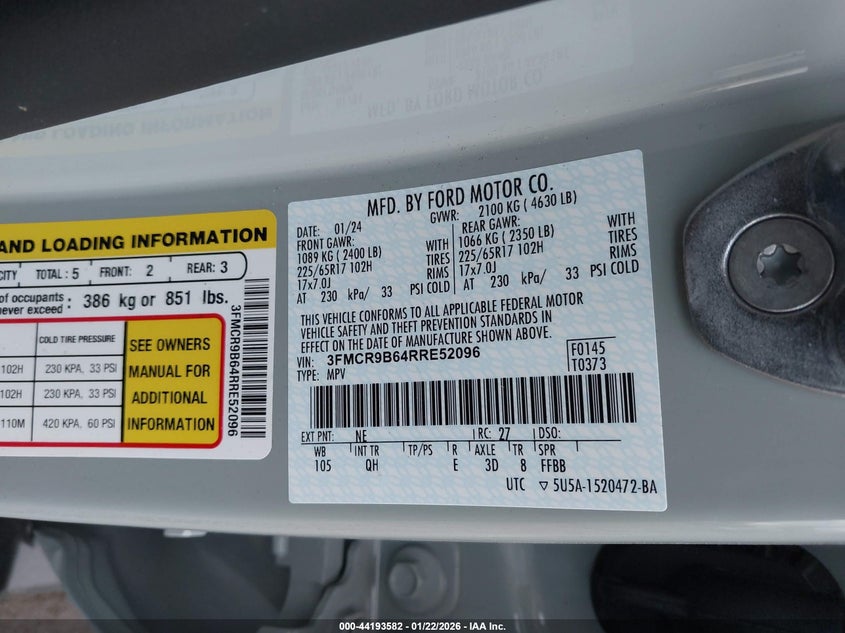 AND LOADING INFORMATION
CITY TOTAL : 5 FRONT: 2 REAR: 3
of occupants
never exceed : 386 kg or 851 lbs.
COLD TIRE PRESSURE
102H 230 KPA, 33 PSI
102H 230 KPA, 33 PSI
110M 420 KPA, 60 PSI
SEE OWNERS
MANUAL FOR
ADDITIONAL
INFORMATION
3FMCR9B64RRE52096
MFD. BY FORD MOTOR CO.
DATE: 01/24 GVWR: 2100 KG ( 4630 LB)
FRONT GAWR: WITH REAR GAWR: WITH
1089 KG ( 2400 LB) TIRES 1066 KG ( 2350 LB) TIRES
225/65R17 102H RIMS 225/65R17 102H RIMS
17x7.0J 17x7.0J
AT 230 kPa/ 33 PSI COLD AT 230 kPa/ 33 PSI COLD
THIS VEHICLE CONFORMS TO ALL APPLICABLE FEDERAL MOTOR
VEHICLE SAFETY AND THEFT PREVENTION STANDARDS IN
EFFECT ON THE DATE OF MANUFACTURE SHOWN ABOVE.
VIN: 3FMCR9B64RRE52096 F0145
TYPE: MPV T0373
EXT PNT: NE RC: 27 DSO:
WB INT TR TP/PS R AXLE TR SPR
105 QH E 3D 8 FFBB
UTC ▽ 5U5A-1520472-BA
000-44193582 - 01/22/2026 - IAA Inc.